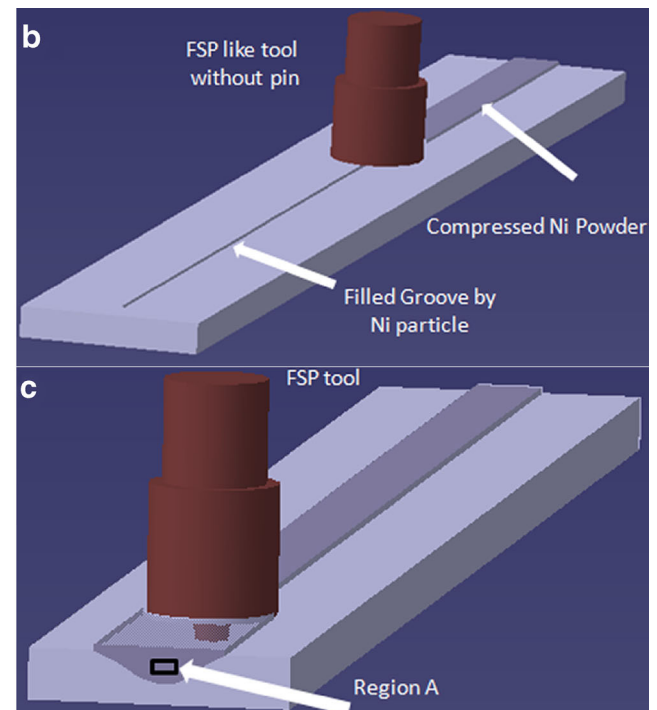 b
FSP like tool
without pin
Compressed Ni Powder
Filled Groove by
Ni particle
c
FSP tool
Region A